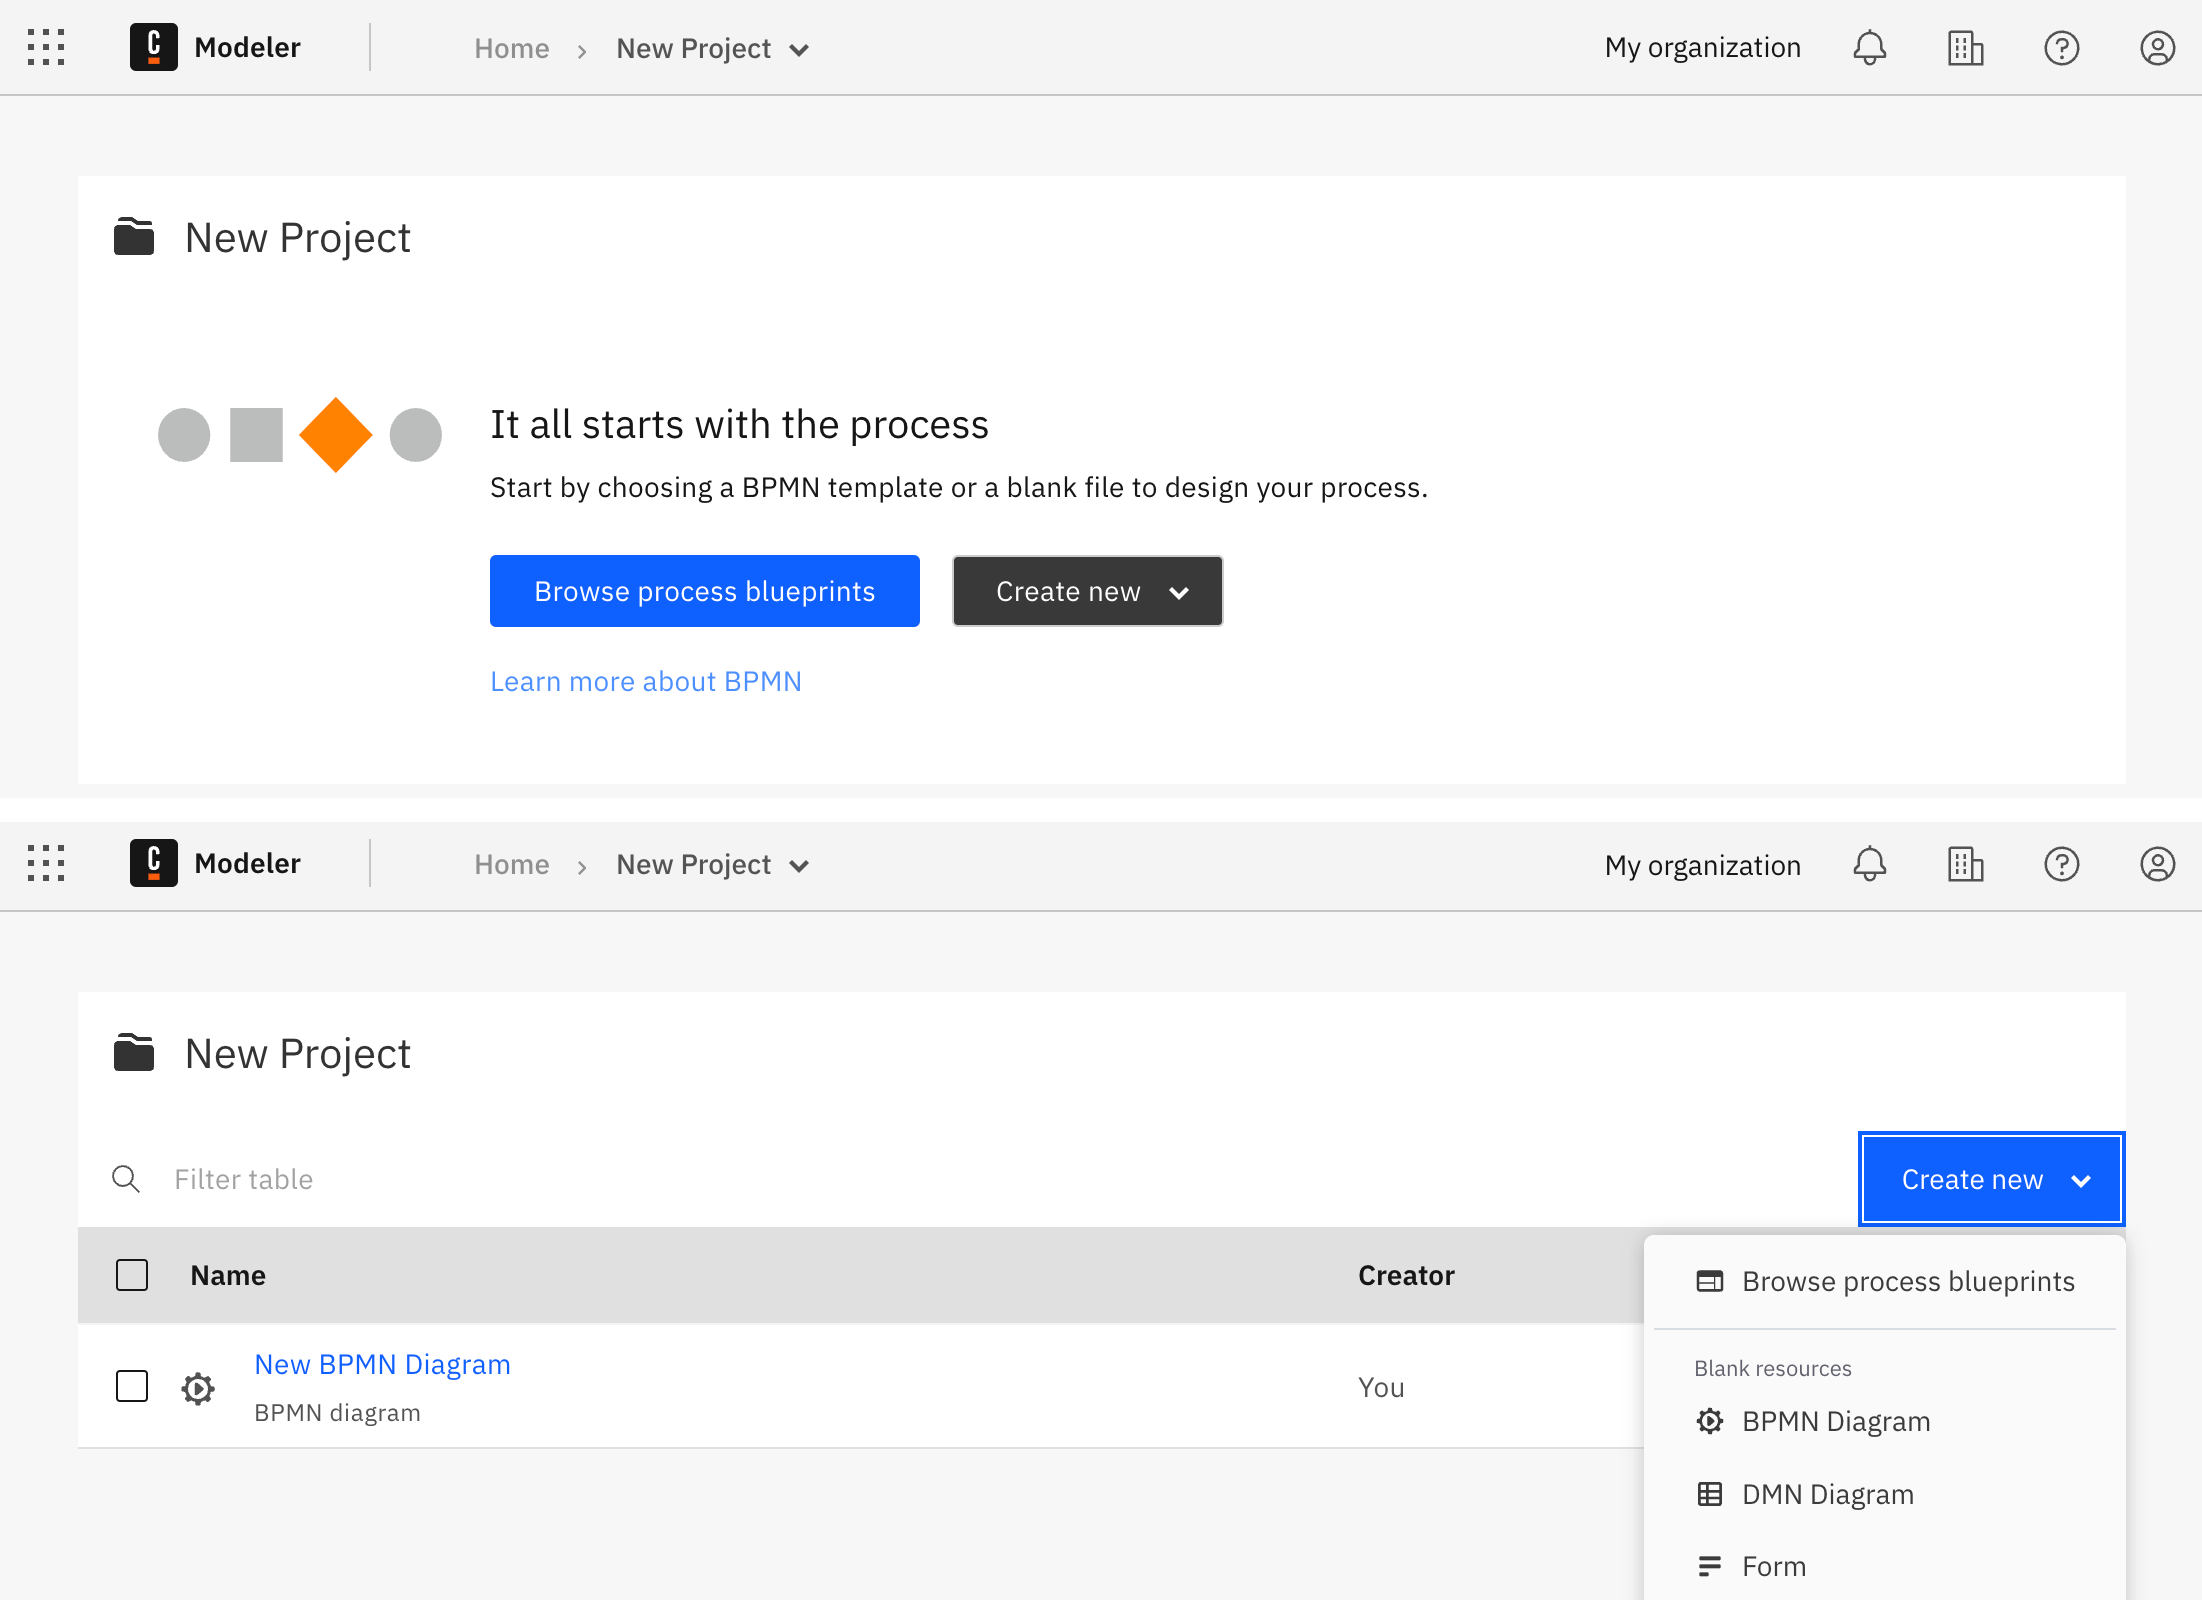 Modeler
Home
New Project
My organization
New Project
It all starts with the process
Start by choosing a BPMN template or a blank file to design your process.
Browse process blueprints
Create new
Learn more about BPMN
Modeler
Home
New Project
My organization
New Project
Filter table
Create new
Name
Creator
Browse process blueprints
New BPMN Diagram
BPMN diagram
You
Blank resources
BPMN Diagram
DMN Diagram
Form